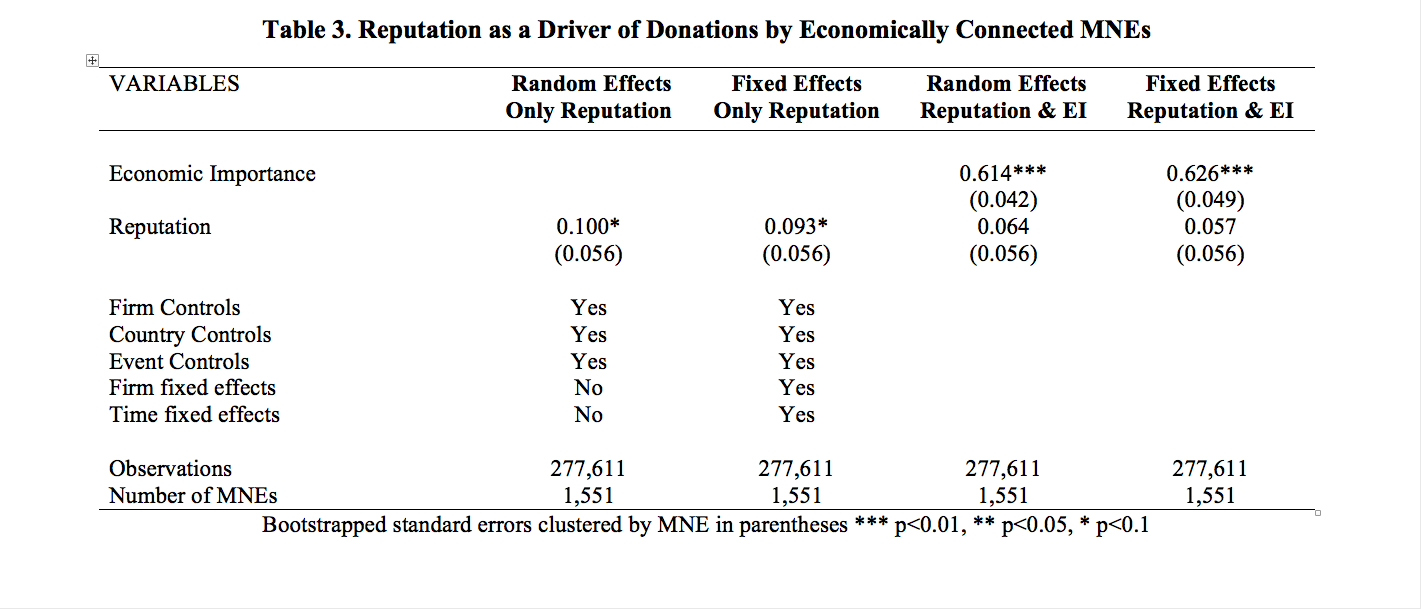 Table 3. Reputation as a Driver of Donations by Economically Connected MNEs
VARIABLES Random Effects Fixed Effects Random Effects Fixed Effects
Only Reputation Only Reputation Reputation & EI Reputation & EI
Economic Importance 0.614*** 0.626***
(0.042) (0.049)
Reputation 0.100* 0.093* 0.064 0.057
(0.056) (0.056) (0.056) (0.056)
Firm Controls Yes Yes
Country Controls Yes Yes
Event Controls Yes Yes
Firm fixed effects No Yes
Time fixed effects No Yes
Observations 277,611 277,611 277,611 277,611
Number of MNEs 1,551 1,551 1,551 1,551
Bootstrapped standard errors clustered by MNE in parentheses *** p<0.01, ** p<0.05, * p<0.1